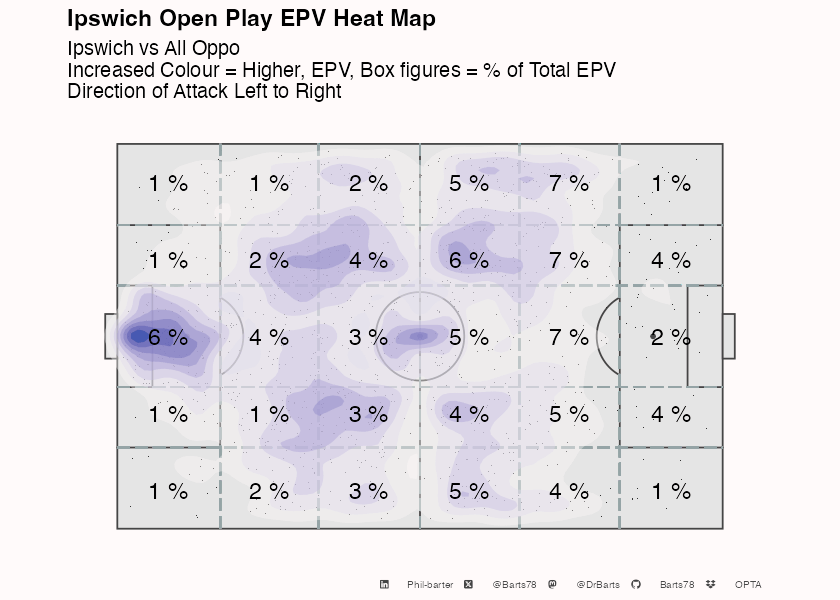 Ipswich Open Play EPV Heat Map
Ipswich vs All Oppo
Increased Colour = Higher, EPV, Box figures = % of Total EPV
Direction of Attack Left to Right
1 % 1 % 2 % 5 % 7 % 1 %
1 % 2 % 4 % 6 % 7 % 4 %
6 % 4 % 3 % 5 % 7 % 2 %
1 % 1 % 3 % 4 % 5 % 4 %
1 % 2 % 3 % 5 % 4 % 1 %
Phil-barter @Barts78 @DrBarts Barts78 OPTA